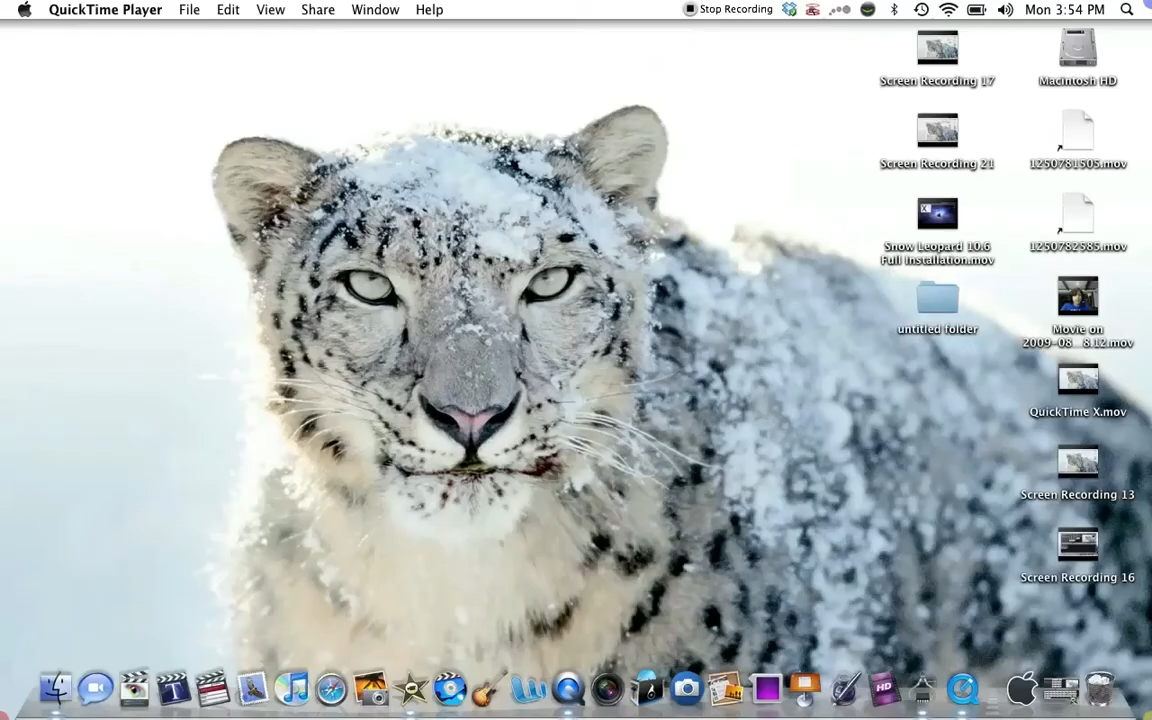 QuickTime Player File Edit View Share Window Help Stop Recording Mon 3:54 PM
Screen Recording 17
Macintosh HD
Screen Recording 21
1250781505.mov
Snow Leopard 10.6
Full Installation.mov
1250782585.mov
untitled folder
Movie on
2009-08...8.12.mov
QuickTime X.mov
Screen Recording 13
Screen Recording 16